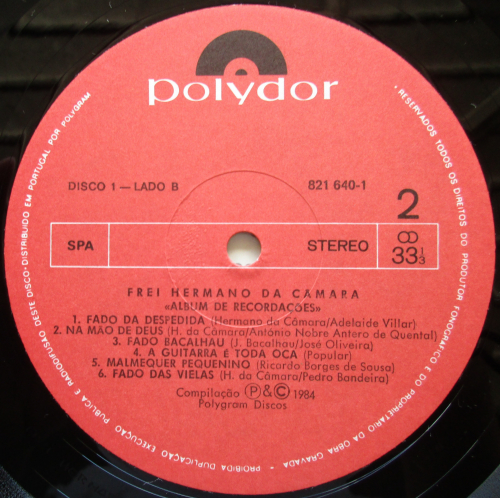 polydor
DISCO 1 — LADO B
821 640-1
2
SPA
STEREO
33 1/3
FREI HERMANO DA CÂMARA
«ALBUM DE RECORDAÇÕES»
1. FADO DA DESPEDIDA (Hermano da Câmara/Adelaide Villar)
2. NA MÃO DE DEUS (H. da Câmara/António Nobre Antero de Quental)
3. FADO BACALHAU (J. Bacalhau/José Oliveira)
4. A GUITARRA É TODA OCA (Popular)
5. MALMEQUER PEQUENINO (Ricardo Borges de Sausa)
6. FADO DAS VIELAS (H. da Câmara/Pedro Bandeira)
Compilação Ⓟ&© 1984
Polygram Discos
• RESERVADOS TODOS OS DIREITOS DO PRODUTOR FONOGRÁFICO E DO PROPRIETÁRIO DA OBRA GRAVADA • PROIBIDA DUPLICAÇÃO, EXECUÇÃO PÚBLICA E RADIODIFUSÃO DESTE DISCO • DISTRIBUIDO EM PORTUGAL POR POLYGRAM